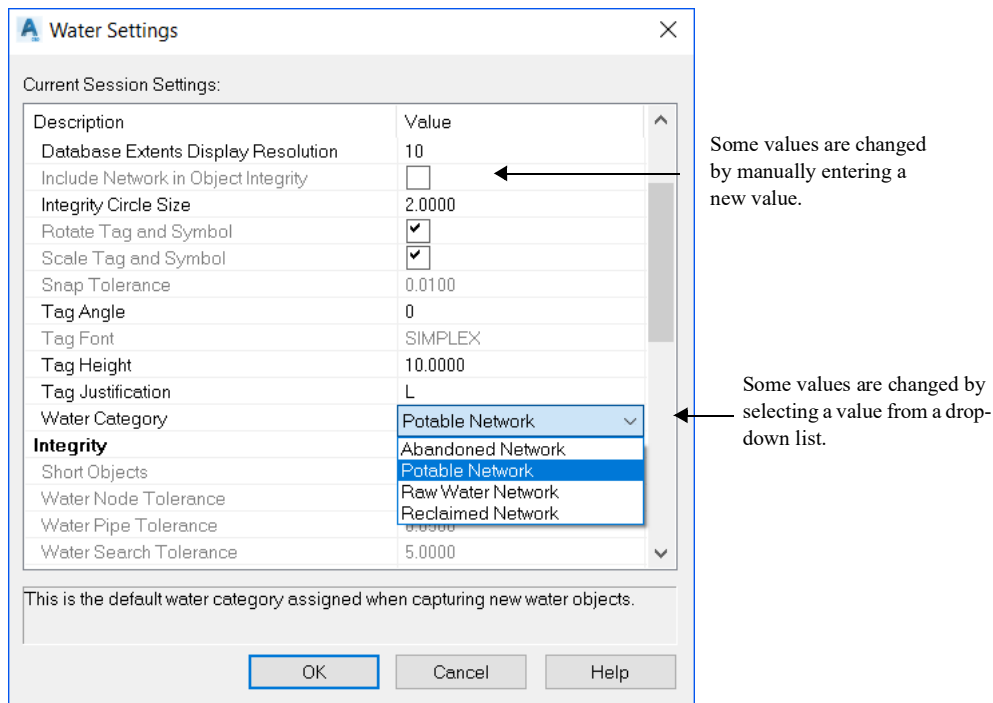 Water Settings
Current Session Settings:
Description Value
Database Extents Display Resolution 10
Include Network in Object Integrity
Integrity Circle Size 2.0000
Rotate Tag and Symbol
Scale Tag and Symbol
Snap Tolerance 0.0100
Tag Angle 0
Tag Font SIMPLEX
Tag Height 10.0000
Tag Justification L
Water Category Potable Network
Integrity Abandoned Network
Short Objects Potable Network
Water Node Tolerance Raw Water Network
Reclaimed Network
Water Pipe Tolerance
Water Search Tolerance 5.0000
This is the default water category assigned when capturing new water objects.
OK Cancel Help
Some values are changed
by manually entering a
new value.
Some values are changed by
selecting a value from a drop-
down list.